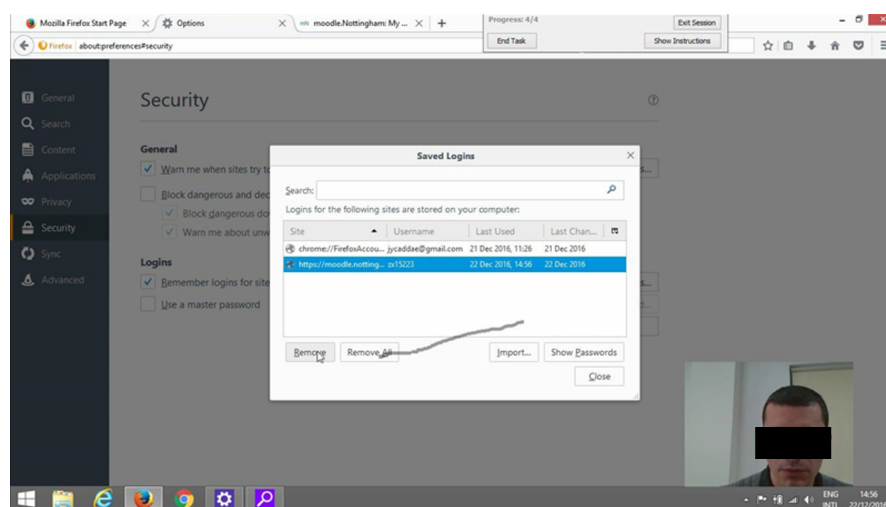 Mozilla Firefox Start Page
Options
moodle.Nottingham: My ...
Progress: 4/4
Exit Session
Firefox
about:preferences#security
End Task
Show Instructions
Security
General
Search
Content
General
Applications
Warn me when sites try to
Privacy
Block dangerous and dec
Block dangerous do
Security
Warn me about unw
Sync
Logins
Advanced
Remember logins for site
Use a master password
Saved Logins
Search:
Logins for the following sites are stored on your computer:
Site Username Last Used Last Chan...
chrome://FirefoxAccou... jycaddae@gmail.com 21 Dec 2016, 11:26 21 Dec 2016
https://moodle.notting... zx15223 22 Dec 2016, 14:56 22 Dec 2016
Remove Remove All Import... Show Passwords
Close
ENG 14:56
INTL 22/12/2016